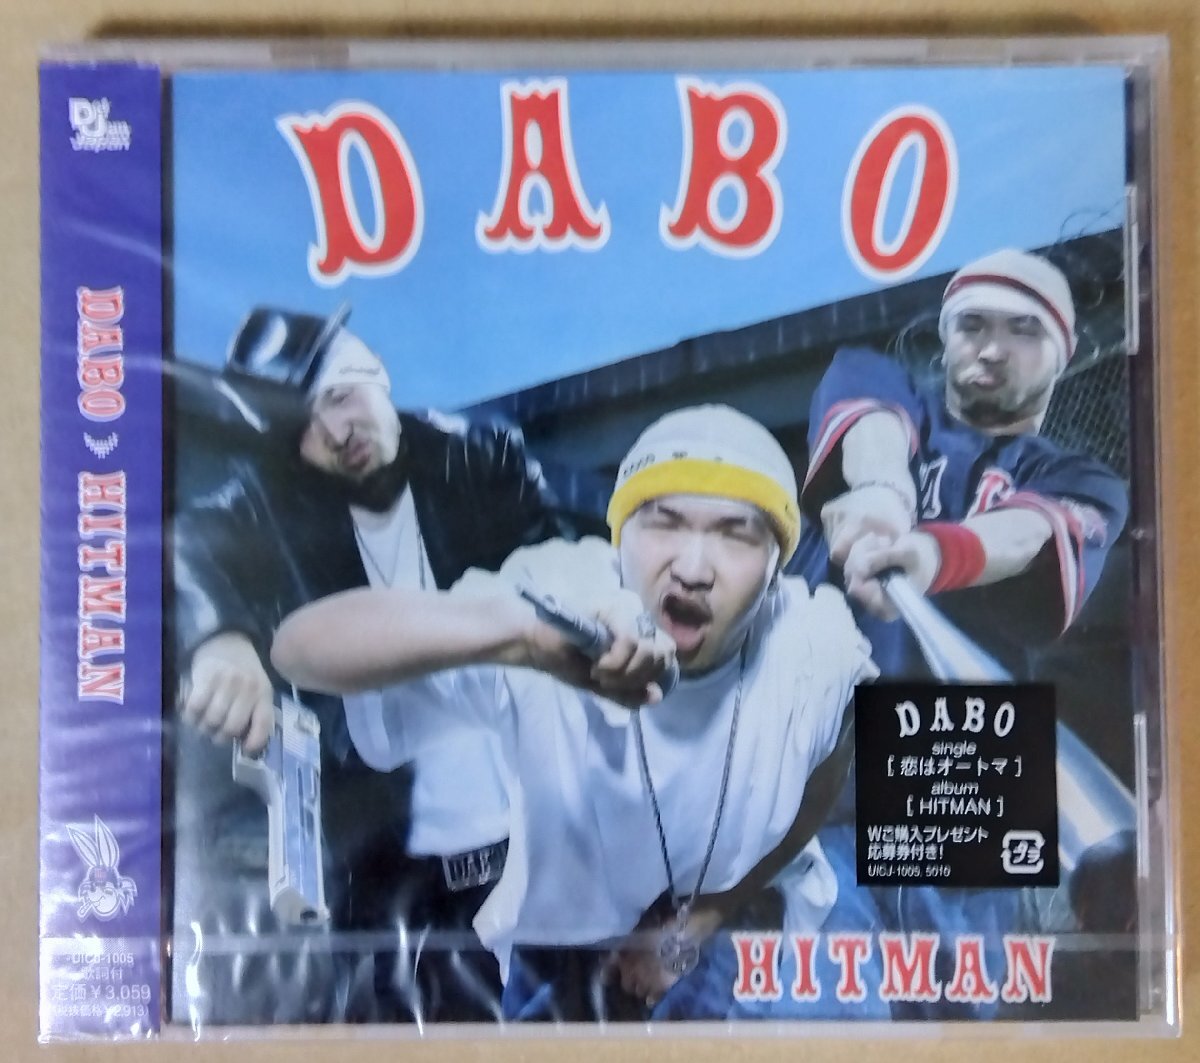 Def
Jam
Japan
DABO
HITMAN
UICJ-1005
歌詞付
定価¥3,059
(税抜価格¥2,913)
DABO
DABO
single
[ 恋はオートマ ]
album
[ HITMAN ]
Wご購入プレゼント
応募券付き!
UICJ-1005, 5010
プラ
HITMAN